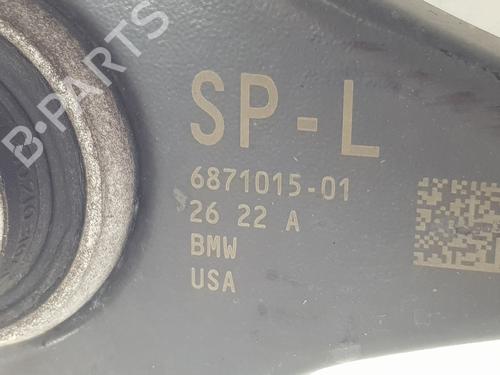 SP-L
6871015-01
26 22 A
BMW
USA
B-PARTS